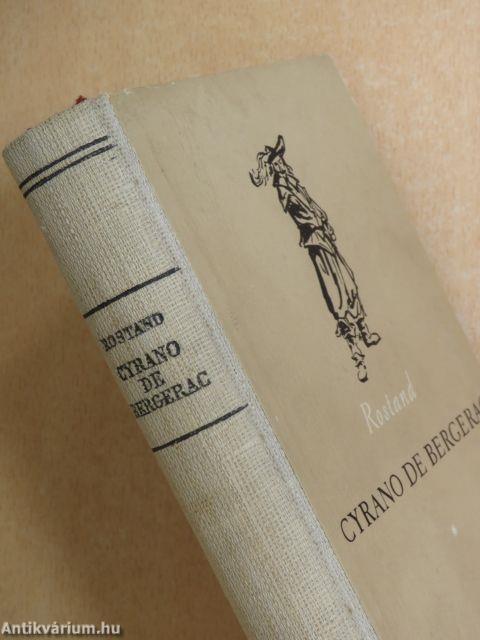 ROSTAND
CYRANO
DE
BERGERAC
Rostand
CYRANO DE BERGERAC
Antikvárium.hu